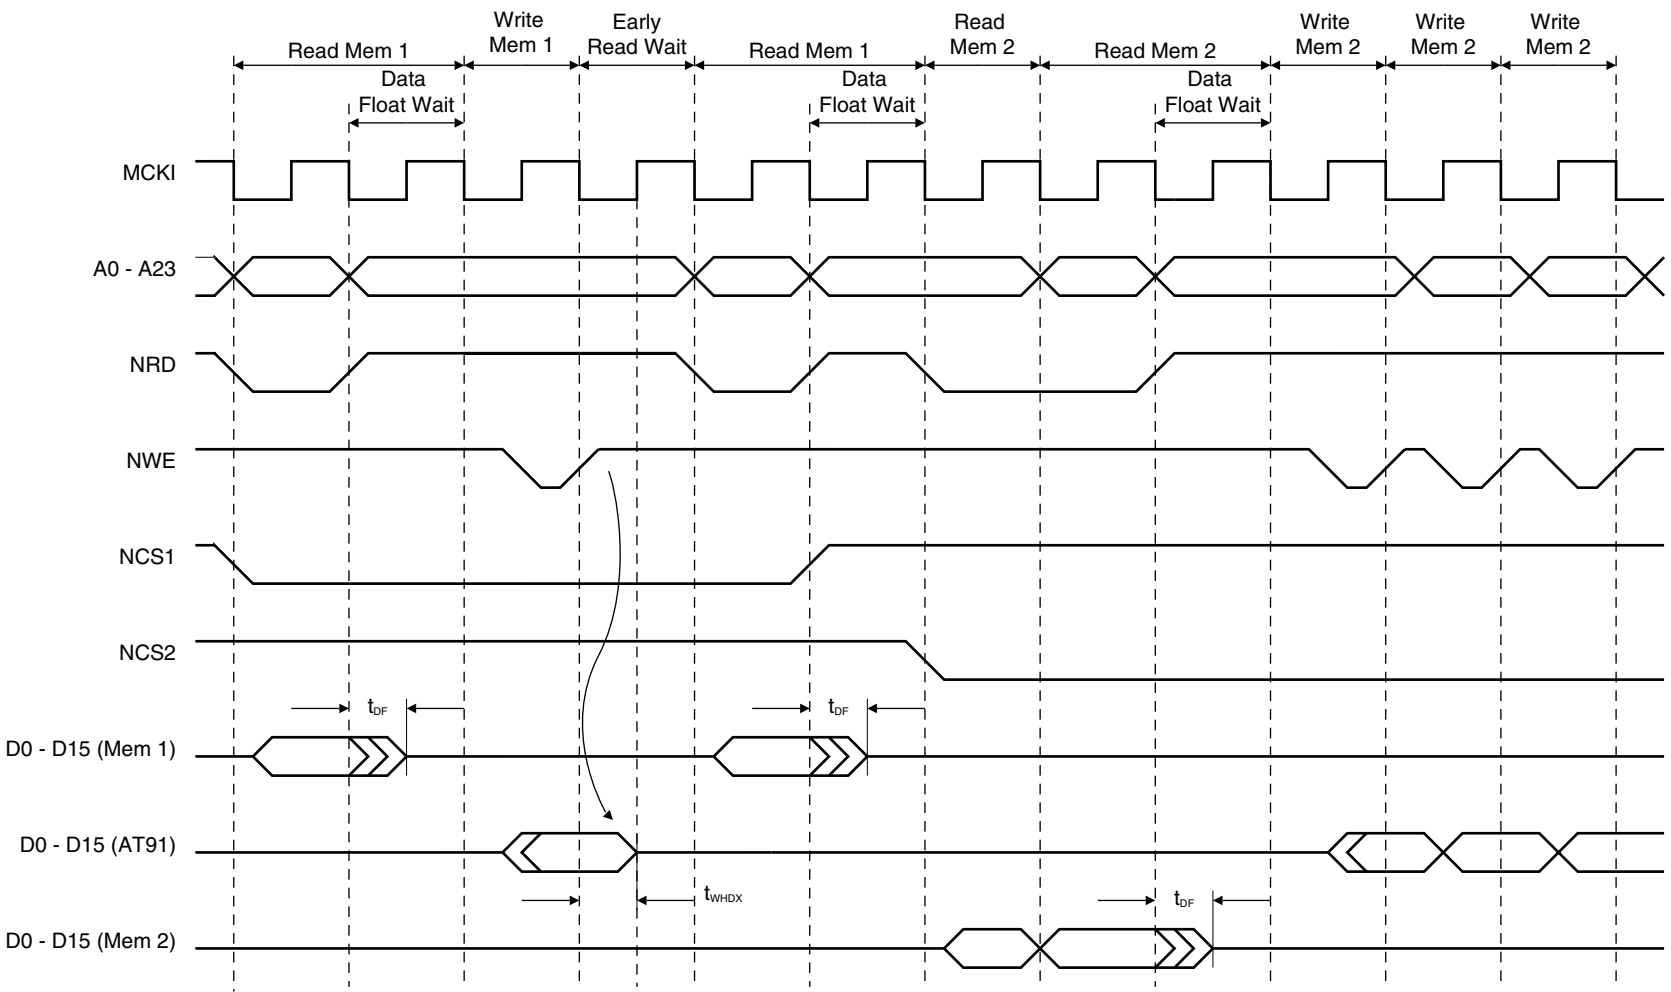 Write Early Read Write Write Write
Read Mem 1 Mem 1 Read Wait Read Mem 1 Mem 2 Read Mem 2 Mem 2 Mem 2 Mem 2
Data Data Data
Float Wait Float Wait Float Wait
MCKI
A0 - A23
NRD
NWE
NCS1
NCS2
tDF tDF
D0 - D15 (Mem 1)
D0 - D15 (AT91)
tWHDX tDF
D0 - D15 (Mem 2)